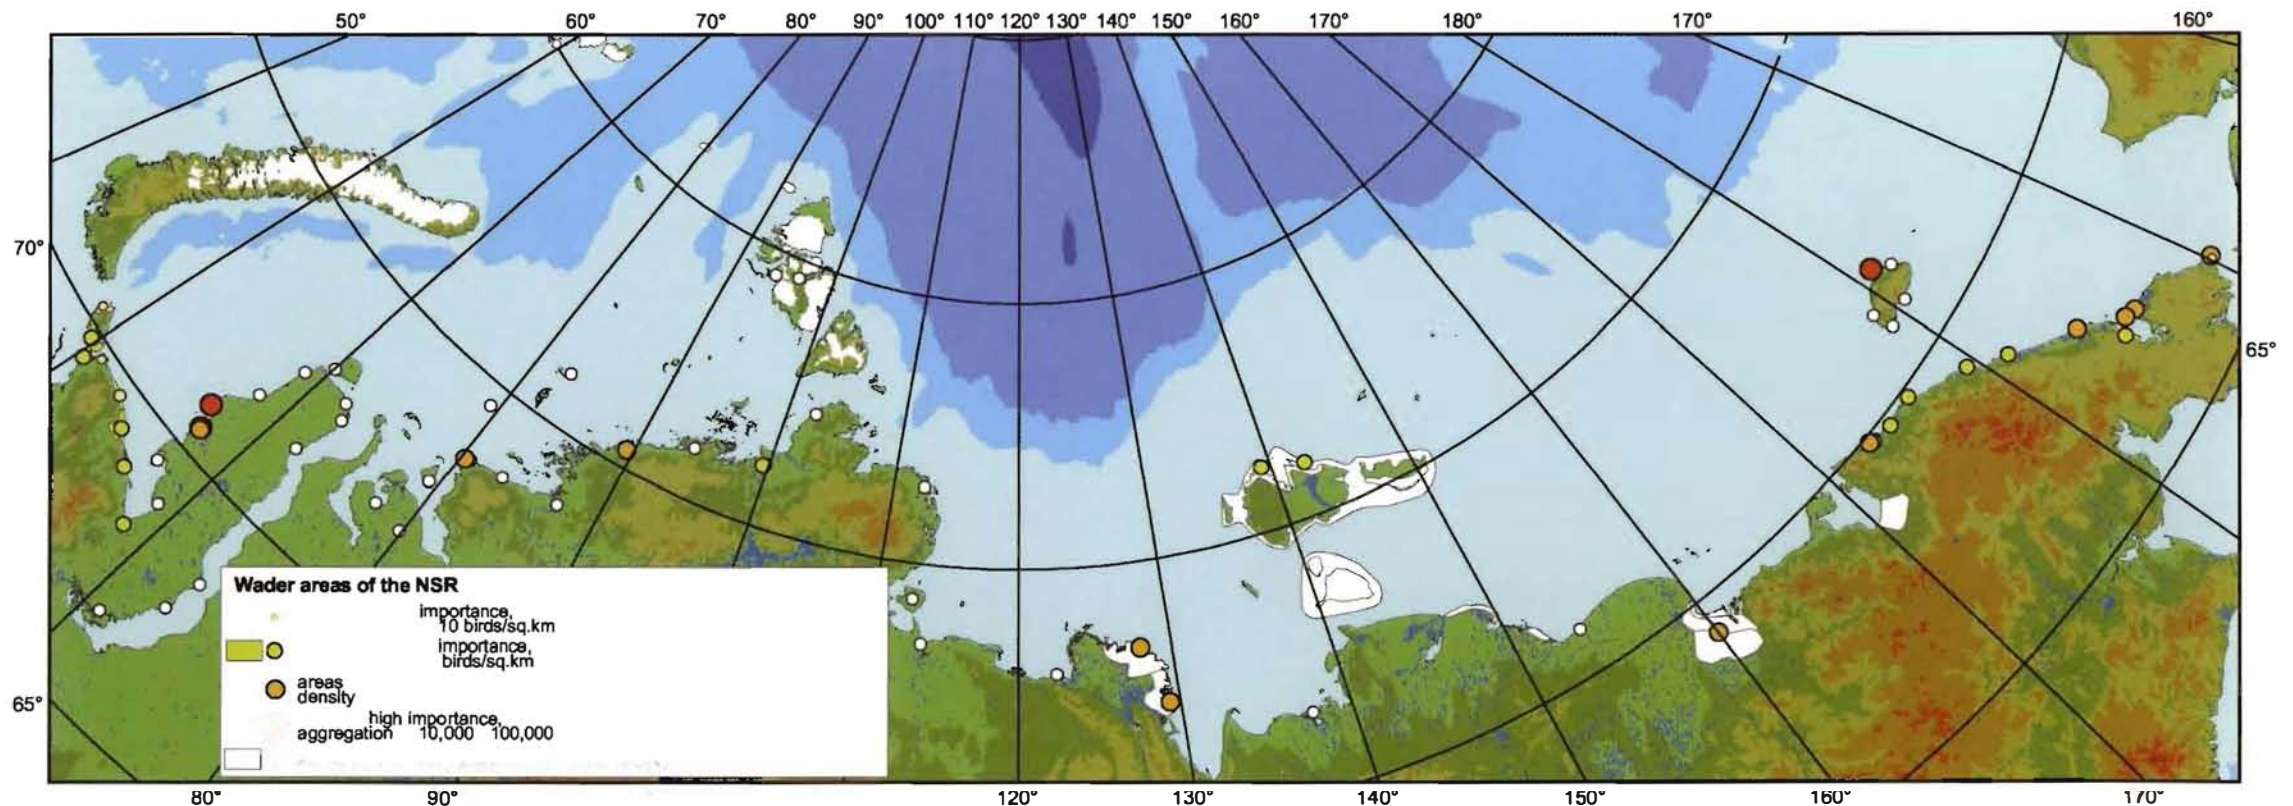 50° 60° 70° 80° 90° 100° 110° 120° 130° 140° 150° 160° 170° 180° 170° 160°
70°
65°
65°
Wader areas of the NSR
importance,
10 birds/sq.km
importance,
birds/sq.km
areas
density
high importance,
aggregation 10,000 100,000
80° 90° 120° 130° 140° 150° 160° 170°